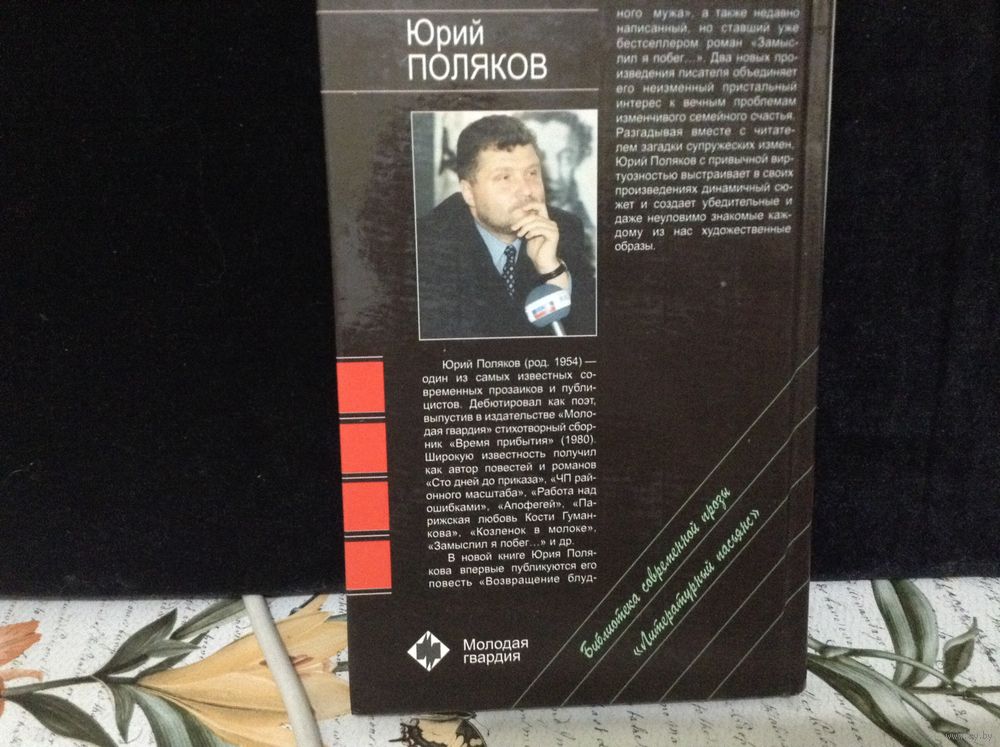 Юрий
ПОЛЯКОВ
Юрий Поляков (род. 1954) —
один из самых известных со-
временных прозаиков и публи-
цистов. Дебютировал как поэт,
выпустив в издательстве «Моло-
дая гвардия» стихотворный сбор-
ник «Время прибытия» (1980).
Широкую известность получил
как автор повестей и романов
«Сто дней до приказа», «ЧП рай-
онного масштаба», «Работа над
ошибками», «Апофегей», «Па-
рижская любовь Кости Гуман-
кова», «Козленок в молоке»,
«Замыслил я побег...» и др.
В новой книге Юрия Поля-
кова впервые публикуются его
повесть «Возвращение блуд-
ного мужа», а также недавно
написанный, но ставший уже
бестселлером роман «Замыс-
лил я побег...». Два новых про-
изведения писателя объединяет
его неизменный пристальный
интерес к вечным проблемам
изменчивого семейного счастья.
Разгадывая вместе с читате-
лем загадки супружеских измен,
Юрий Поляков с привычной вир-
туозностью выстраивает в своих
произведениях динамичный сю-
жет и создает убедительные и
даже неуловимо знакомые каж-
дому из нас художественные
образы.
Библиотека современной прозы
«Литературный пасьянс»
Молодая
гвардия